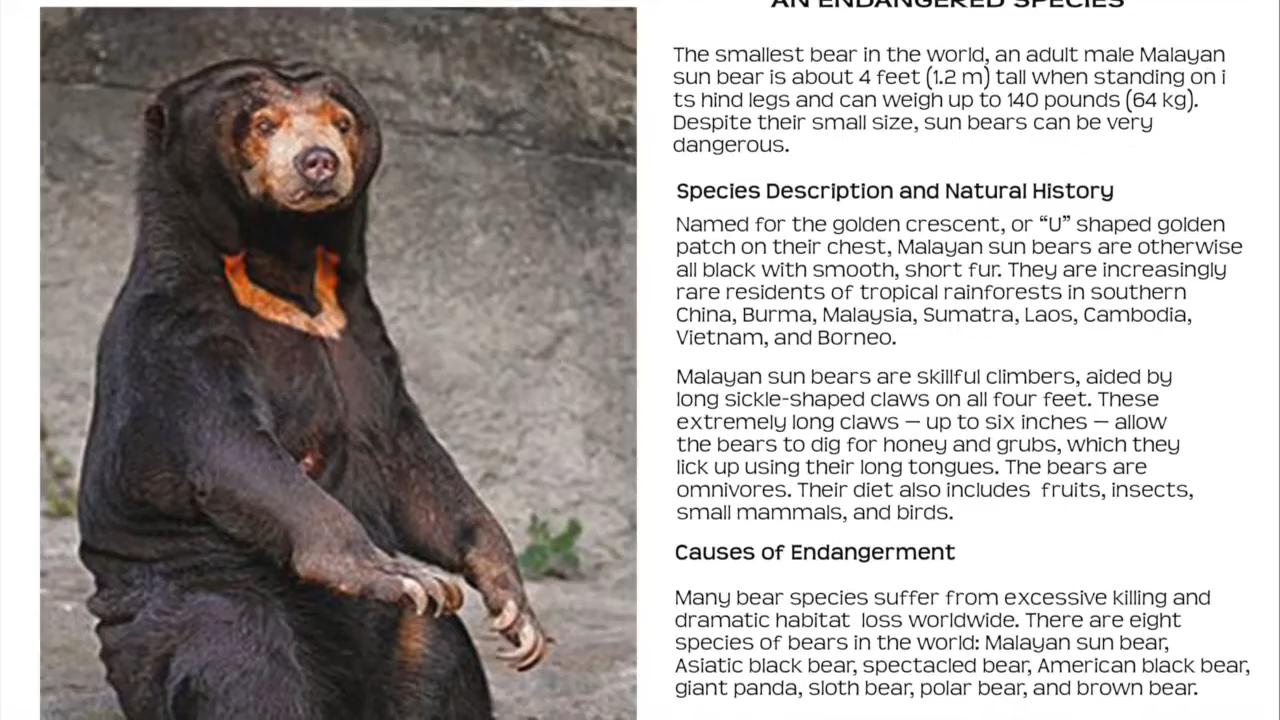 AN ENDANGERED SPECIES
The smallest bear in the world, an adult male Malayan
sun bear is about 4 feet (1.2 m) tall when standing on i
ts hind legs and can weigh up to 140 pounds (64 kg).
Despite their small size, sun bears can be very
dangerous.
Species Description and Natural History
Named for the golden crescent, or “U” shaped golden
patch on their chest, Malayan sun bears are otherwise
all black with smooth, short fur. They are increasingly
rare residents of tropical rainforests in southern
China, Burma, Malaysia, Sumatra, Laos, Cambodia,
Vietnam, and Borneo.
Malayan sun bears are skillful climbers, aided by
long sickle-shaped claws on all four feet. These
extremely long claws — up to six inches — allow
the bears to dig for honey and grubs, which they
lick up using their long tongues. The bears are
omnivores. Their diet also includes  fruits, insects,
small mammals, and birds.
Causes of Endangerment
Many bear species suffer from excessive killing and
dramatic habitat  loss worldwide. There are eight
species of bears in the world: Malayan sun bear,
Asiatic black bear, spectacled bear, American black bear,
giant panda, sloth bear, polar bear, and brown bear.